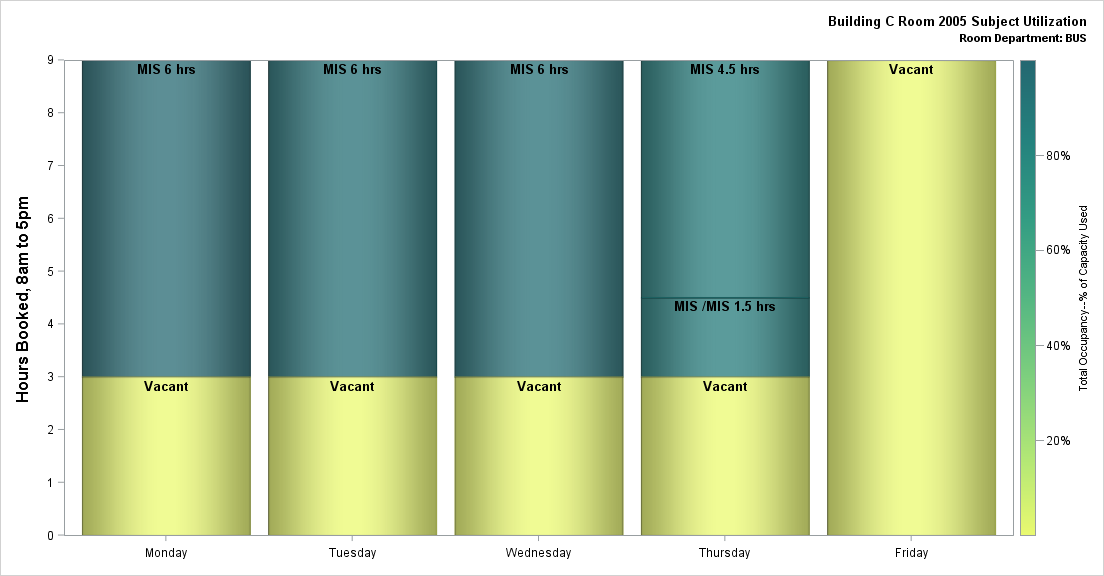 Building C Room 2005 Subject Utilization
Room Department: BUS
Hours Booked, 8am to 5pm
9
8
7
6
5
4
3
2
1
0
MIS 6 hrs
Vacant
MIS 6 hrs
Vacant
MIS 6 hrs
Vacant
MIS 4.5 hrs
MIS /MIS 1.5 hrs
Vacant
Vacant
Monday
Tuesday
Wednesday
Thursday
Friday
80%
60%
40%
20%
Total Occupancy--% of Capacity Used